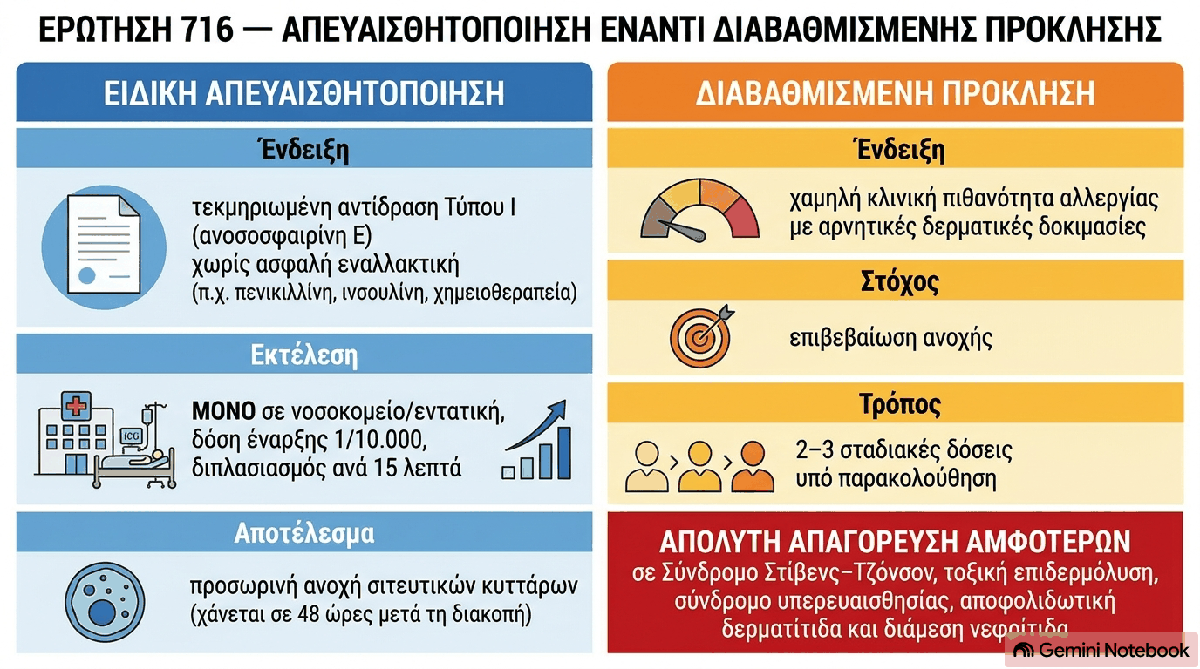 ΕΡΩΤΗΣΗ 716 — ΑΠΕΥΑΙΣΘΗΤΟΠΟΙΗΣΗ ΕΝΑΝΤΙ ΔΙΑΒΑΘΜΙΣΜΕΝΗΣ ΠΡΟΚΛΗΣΗΣ
ΕΙΔΙΚΗ ΑΠΕΥΑΙΣΘΗΤΟΠΟΙΗΣΗ
Ένδειξη
τεκμηριωμένη αντίδραση Τύπου Ι
(ανοσοσφαιρίνη Ε)
χωρίς ασφαλή εναλλακτική
(π.χ. πενικιλλίνη, ινσουλίνη, χημειοθεραπεία)
Εκτέλεση
ΜΟΝΟ σε νοσοκομείο/εντατική,
δόση έναρξης 1/10.000,
διπλασιασμός ανά 15 λεπτά
ICG
Αποτέλεσμα
προσωρινή ανοχή σιτευτικών κυττάρων
(χάνεται σε 48 ώρες μετά τη διακοπή)
ΔΙΑΒΑΘΜΙΣΜΕΝΗ ΠΡΟΚΛΗΣΗ
Ένδειξη
χαμηλή κλινική πιθανότητα αλλεργίας
με αρνητικές δερματικές δοκιμασίες
Στόχος
επιβεβαίωση ανοχής
Τρόπος
2–3 σταδιακές δόσεις
υπό παρακολούθηση
ΑΠΟΛΥΤΗ ΑΠΑΓΟΡΕΥΣΗ ΑΜΦΟΤΕΡΩΝ
σε Σύνδρομο Στίβενς–Τζόνσον, τοξική επιδερμόλυση,
σύνδρομο υπερευαισθησίας, αποφολιδωτική
δερματίτιδα και διάμεση νεφρίτιδα
Gemini Notebook